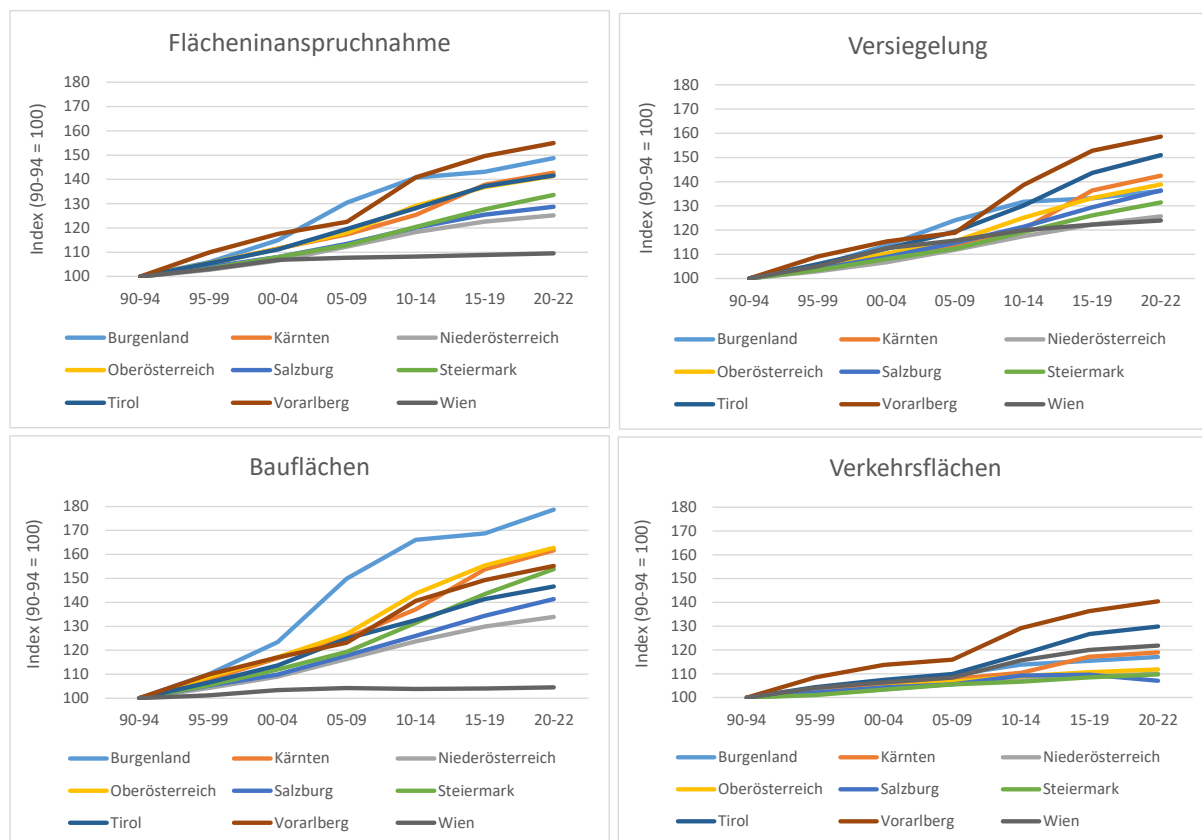 Flächeninanspruchnahme
Index (90-94 = 100)
180
170
160
150
140
130
120
110
100
90-94 95-99 00-04 05-09 10-14 15-19 20-22
Burgenland Kärnten Niederösterreich
Oberösterreich Salzburg Steiermark
Tirol Vorarlberg Wien
Versiegelung
Index (90-94 = 100)
180
170
160
150
140
130
120
110
100
90-94 95-99 00-04 05-09 10-14 15-19 20-22
Burgenland Kärnten Niederösterreich
Oberösterreich Salzburg Steiermark
Tirol Vorarlberg Wien
Bauflächen
Index (90-94 = 100)
180
170
160
150
140
130
120
110
100
90-94 95-99 00-04 05-09 10-14 15-19 20-22
Burgenland Kärnten Niederösterreich
Oberösterreich Salzburg Steiermark
Tirol Vorarlberg Wien
Verkehrsflächen
Index (90-94 = 100)
180
170
160
150
140
130
120
110
100
90-94 95-99 00-04 05-09 10-14 15-19 20-22
Burgenland Kärnten Niederösterreich
Oberösterreich Salzburg Steiermark
Tirol Vorarlberg Wien